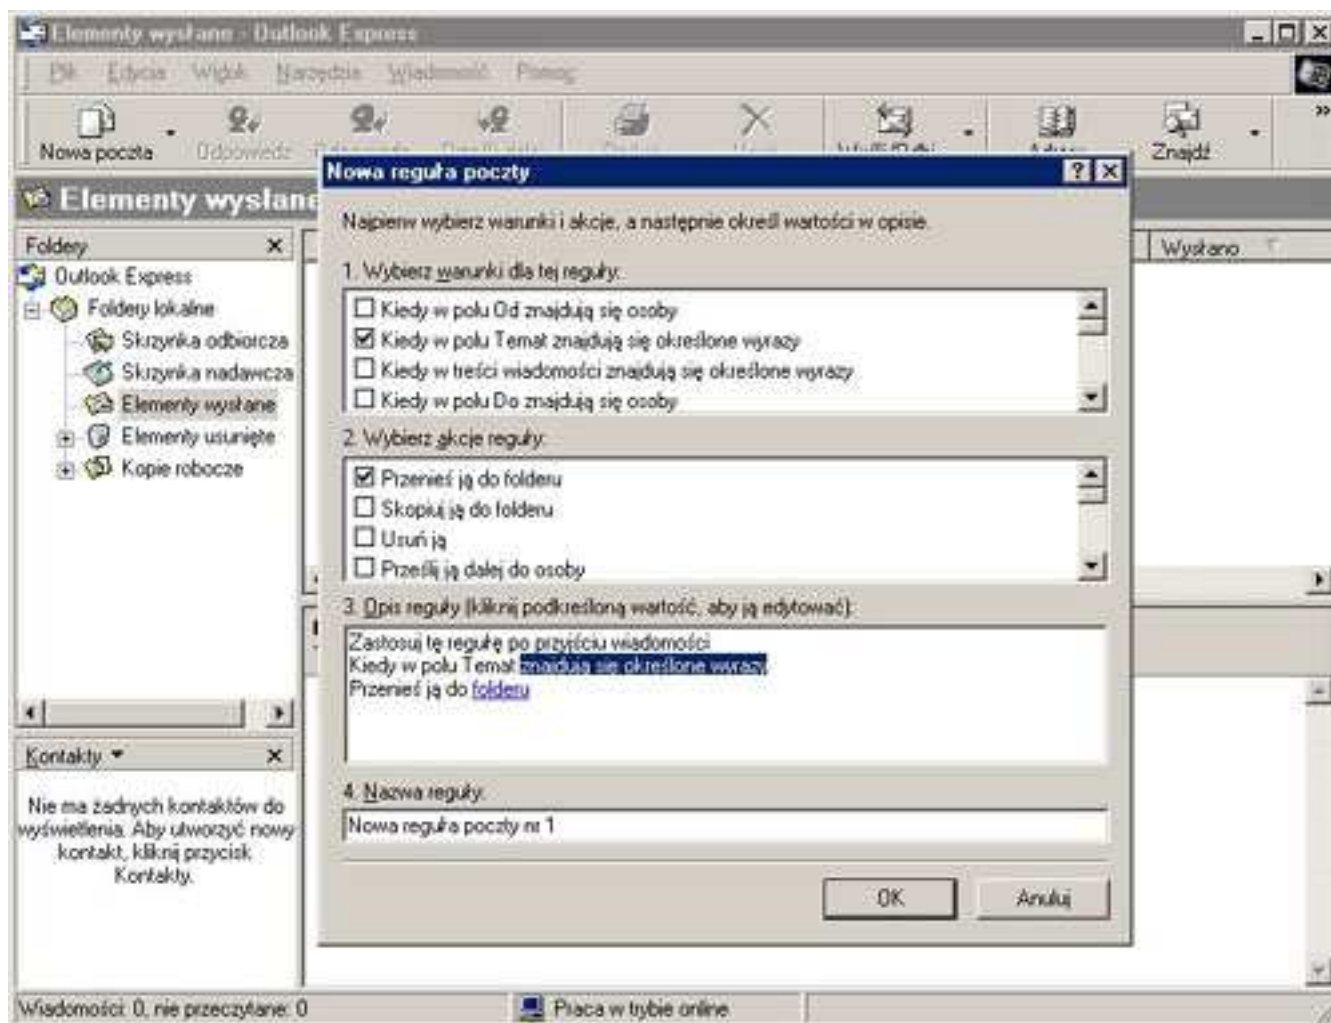 Elementy wysłane - Outlook Express
Plik Edycja Widok Narzędzia Wiadomość Pomoc
Nowa poczta Odpowiedz Znajdź
Elementy wysłane
Foldery
Outlook Express
Foldery lokalne
Skrzynka odbiorcza
Skrzynka nadawcza
Elementy wysłane
Elementy usunięte
Kopie robocze
Wysłano
Kontakty
Nie ma żadnych kontaktów do
wyświetlenia. Aby utworzyć nowy
kontakt, kliknij przycisk
Kontakty.
Nowa reguła poczty
Najpierw wybierz warunki i akcje, a następnie określ wartości w opisie.
1. Wybierz warunki dla tej reguły:
Kiedy w polu Od znajdują się osoby
Kiedy w polu Temat znajdują się określone wyrazy
Kiedy w treści wiadomości znajdują się określone wyrazy
Kiedy w polu Do znajdują się osoby
2. Wybierz akcje reguły:
Przenieś ją do folderu
Skopiuj ją do folderu
Usuń ją
Prześlij ją dalej do osoby
3. Opis reguły (kliknij podkreśloną wartość, aby ją edytować):
Zastosuj tę regułę po przyjściu wiadomości
Kiedy w polu Temat znajdują się określone wyrazy
Przenieś ją do folderu
4. Nazwa reguły:
Nowa reguła poczty nr 1
OK Anuluj
Wiadomości: 0, nie przeczytane: 0 Praca w trybie online